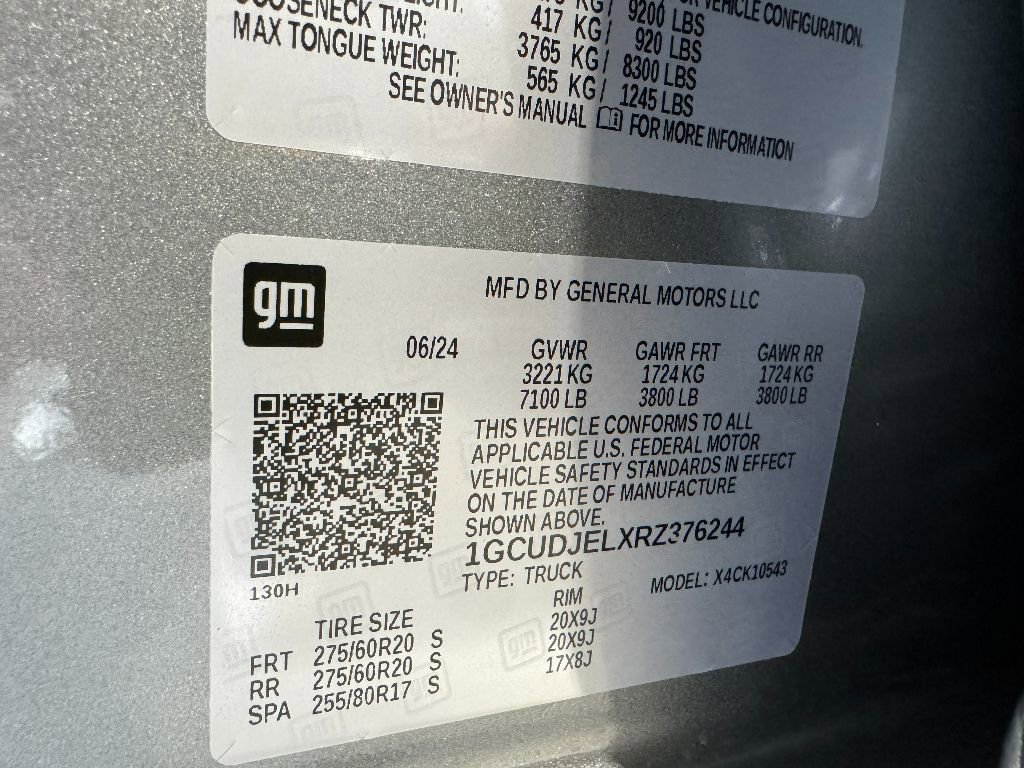 KG/ 9200 LBS
VEHICLE CONFIGURATION.
GOOSENECK TWR: 417 KG/ 920 LBS
MAX TONGUE WEIGHT: 3765 KG/ 8300 LBS
565 KG/ 1245 LBS
SEE OWNER'S MANUAL FOR MORE INFORMATION
gm
MFD BY GENERAL MOTORS LLC
06/24 GVWR GAWR FRT GAWR RR
3221 KG 1724 KG 1724 KG
7100 LB 3800 LB 3800 LB
THIS VEHICLE CONFORMS TO ALL
APPLICABLE U.S. FEDERAL MOTOR
VEHICLE SAFETY STANDARDS IN EFFECT
ON THE DATE OF MANUFACTURE
SHOWN ABOVE.
1GCUDJELXRZ376244
TYPE: TRUCK MODEL: X4CK10543
130H
TIRE SIZE RIM
FRT 275/60R20 S 20X9J
RR 275/60R20 S 20X9J
SPA 255/80R17 S 17X8J